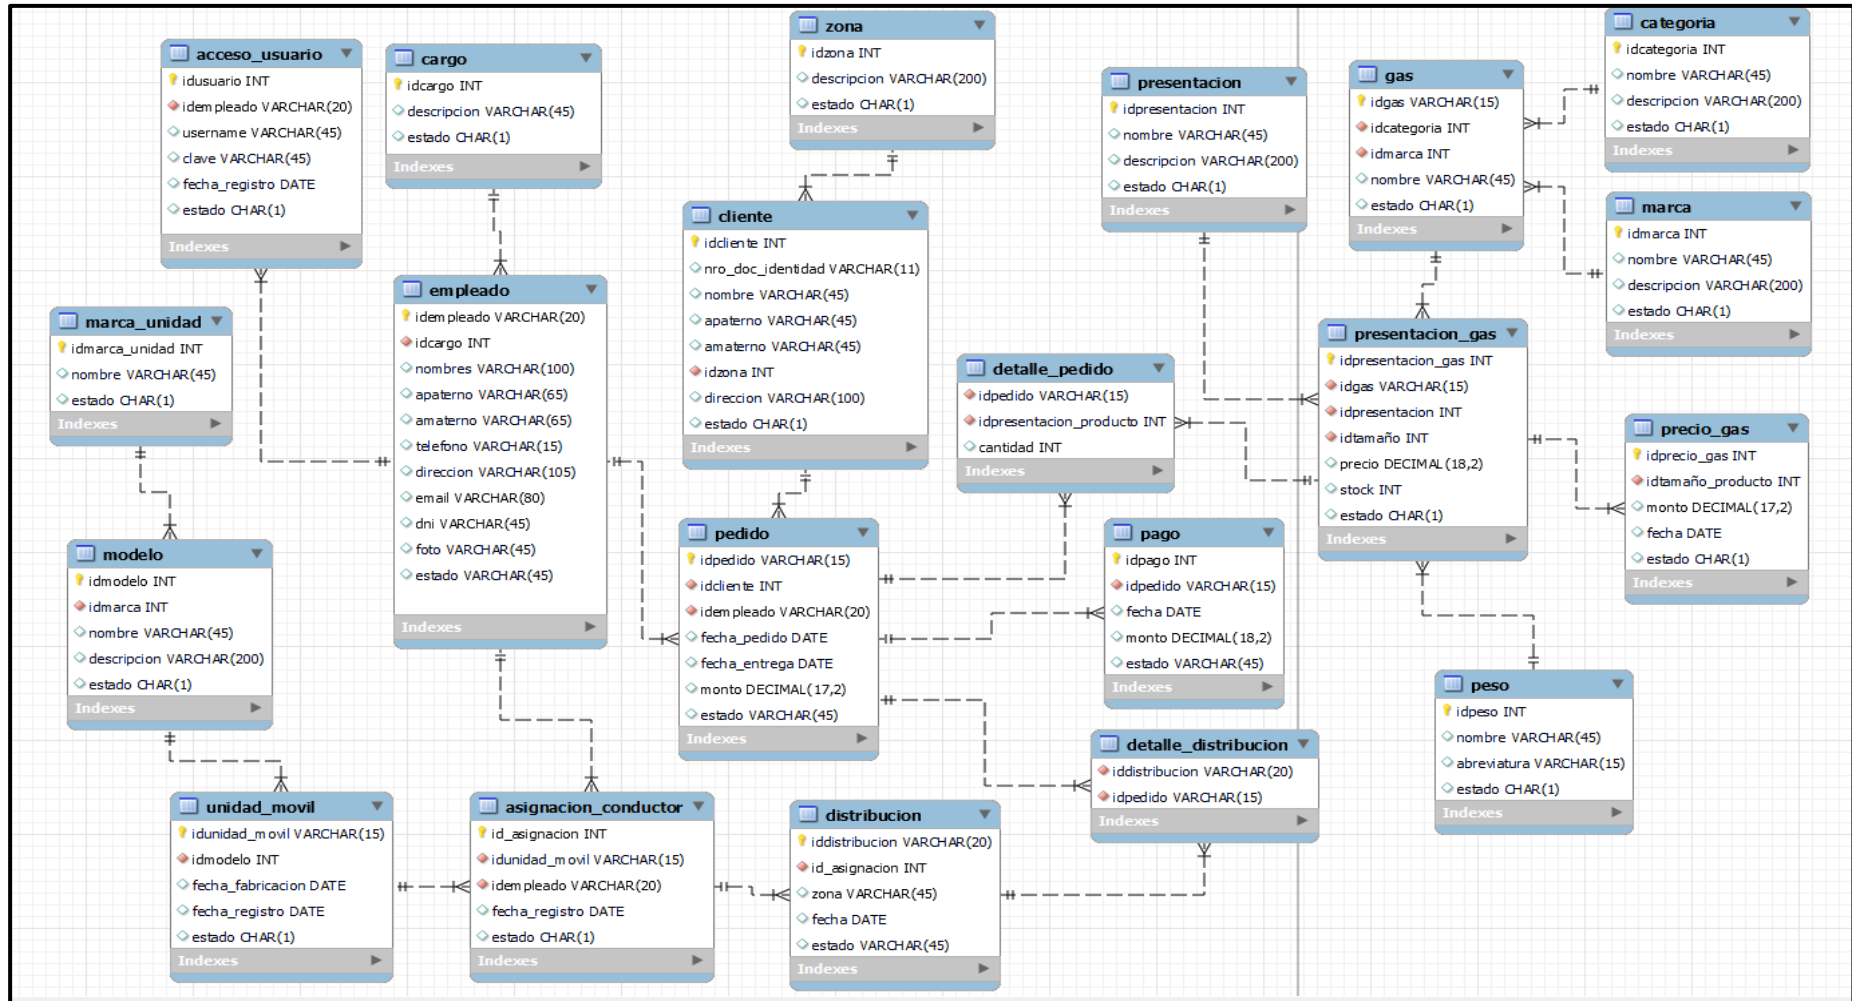 acceso_usuario
idusuario INT
idempleado VARCHAR(20)
username VARCHAR(45)
clave VARCHAR(45)
fecha_registro DATE
estado CHAR(1)
Indexes
cargo
idcargo INT
descripcion VARCHAR(45)
estado CHAR(1)
Indexes
zona
idzona INT
descripcion VARCHAR(200)
estado CHAR(1)
Indexes
presentacion
idpresentacion INT
nombre VARCHAR(45)
descripcion VARCHAR(200)
estado CHAR(1)
Indexes
gas
idgas VARCHAR(15)
idcategoria INT
idmarca INT
nombre VARCHAR(45)
estado CHAR(1)
Indexes
categoria
idcategoria INT
nombre VARCHAR(45)
descripcion VARCHAR(200)
estado CHAR(1)
Indexes
marca
idmarca INT
nombre VARCHAR(45)
descripcion VARCHAR(200)
estado CHAR(1)
Indexes
cliente
idcliente INT
nro_doc_identidad VARCHAR(11)
nombre VARCHAR(45)
apaterno VARCHAR(45)
amaterno VARCHAR(45)
idzona INT
direccion VARCHAR(100)
estado CHAR(1)
Indexes
marca_unidad
idmarca_unidad INT
nombre VARCHAR(45)
estado CHAR(1)
Indexes
empleado
idempleado VARCHAR(20)
idcargo INT
nombres VARCHAR(100)
apaterno VARCHAR(65)
amaterno VARCHAR(65)
telefono VARCHAR(15)
direccion VARCHAR(105)
email VARCHAR(80)
dni VARCHAR(45)
foto VARCHAR(45)
estado VARCHAR(45)
Indexes
detalle_pedido
idpedido VARCHAR(15)
idpresentacion_producto INT
cantidad INT
Indexes
presentacion_gas
idpresentacion_gas INT
idgas VARCHAR(15)
idpresentacion INT
idtamaño INT
precio DECIMAL(18,2)
stock INT
estado CHAR(1)
Indexes
precio_gas
idprecio_gas INT
idtamaño_producto INT
monto DECIMAL(17,2)
fecha DATE
estado CHAR(1)
Indexes
modelo
idmodelo INT
idmarca INT
nombre VARCHAR(45)
descripcion VARCHAR(200)
estado CHAR(1)
Indexes
pedido
idpedido VARCHAR(15)
idcliente INT
idempleado VARCHAR(20)
fecha_pedido DATE
fecha_entrega DATE
monto DECIMAL(17,2)
estado VARCHAR(45)
Indexes
pago
idpago INT
idpedido VARCHAR(15)
fecha DATE
monto DECIMAL(18,2)
estado VARCHAR(45)
Indexes
peso
idpeso INT
nombre VARCHAR(45)
abreviatura VARCHAR(15)
estado CHAR(1)
Indexes
detalle_distribucion
iddistribucion VARCHAR(20)
idpedido VARCHAR(15)
Indexes
unidad_movil
idunidad_movil VARCHAR(15)
idmodelo INT
fecha_fabricacion DATE
fecha_registro DATE
estado CHAR(1)
Indexes
asignacion_conductor
id_asignacion INT
idunidad_movil VARCHAR(15)
idempleado VARCHAR(20)
fecha_registro DATE
estado CHAR(1)
Indexes
distribucion
iddistribucion VARCHAR(20)
id_asignacion INT
zona VARCHAR(45)
fecha DATE
estado VARCHAR(45)
Indexes